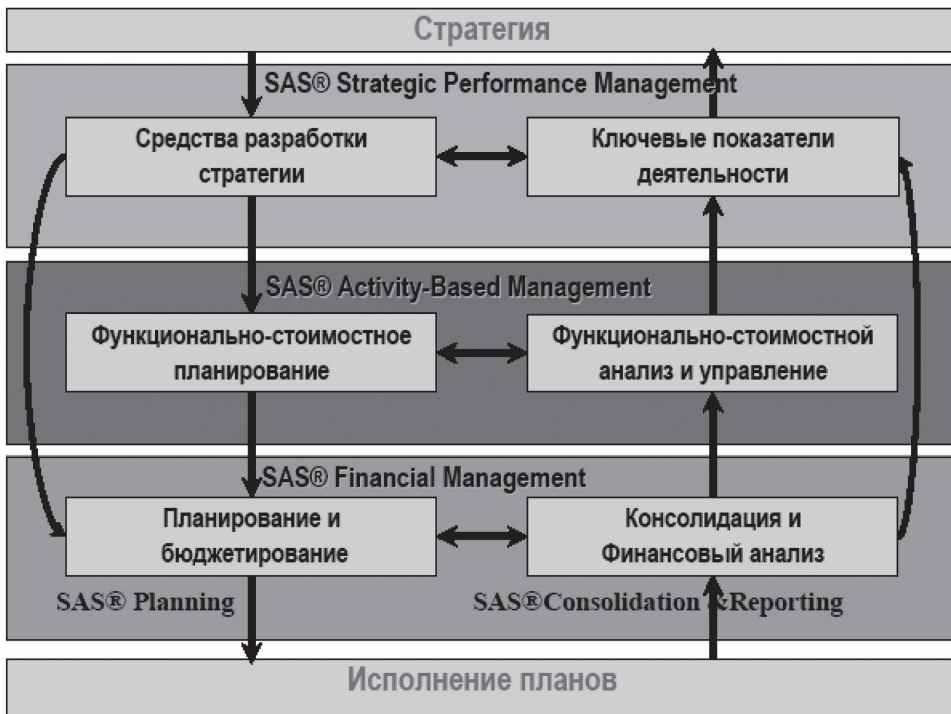 Стратегия
SAS® Strategic Performance Management
Средства разработки
стратегии
Ключевые показатели
деятельности
SAS® Activity-Based Management
Функционально-стоимостное
планирование
Функционально-стоимостной
анализ и управление
SAS® Financial Management
Планирование и
бюджетирование
Консолидация и
Финансовый анализ
SAS® Planning
SAS®Consolidation &Reporting
Исполнение планов